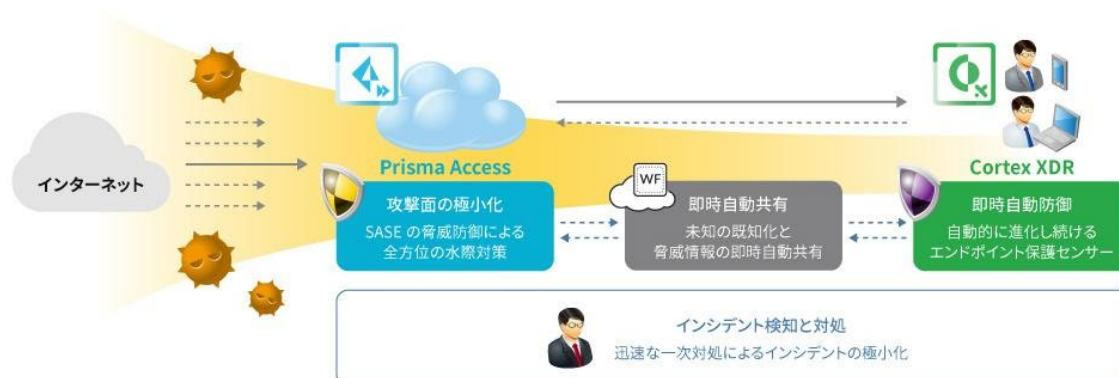 インターネット
Prisma Access
攻撃面の極小化
SASE の脅威防御による
全方位の水際対策
WF
即時自動共有
未知の既知化と
脅威情報の即時自動共有
Cortex XDR
即時自動防御
自動的に進化し続ける
エンドポイント保護センサー
インシデント検知と対処
迅速な一次対処によるインシデントの極小化